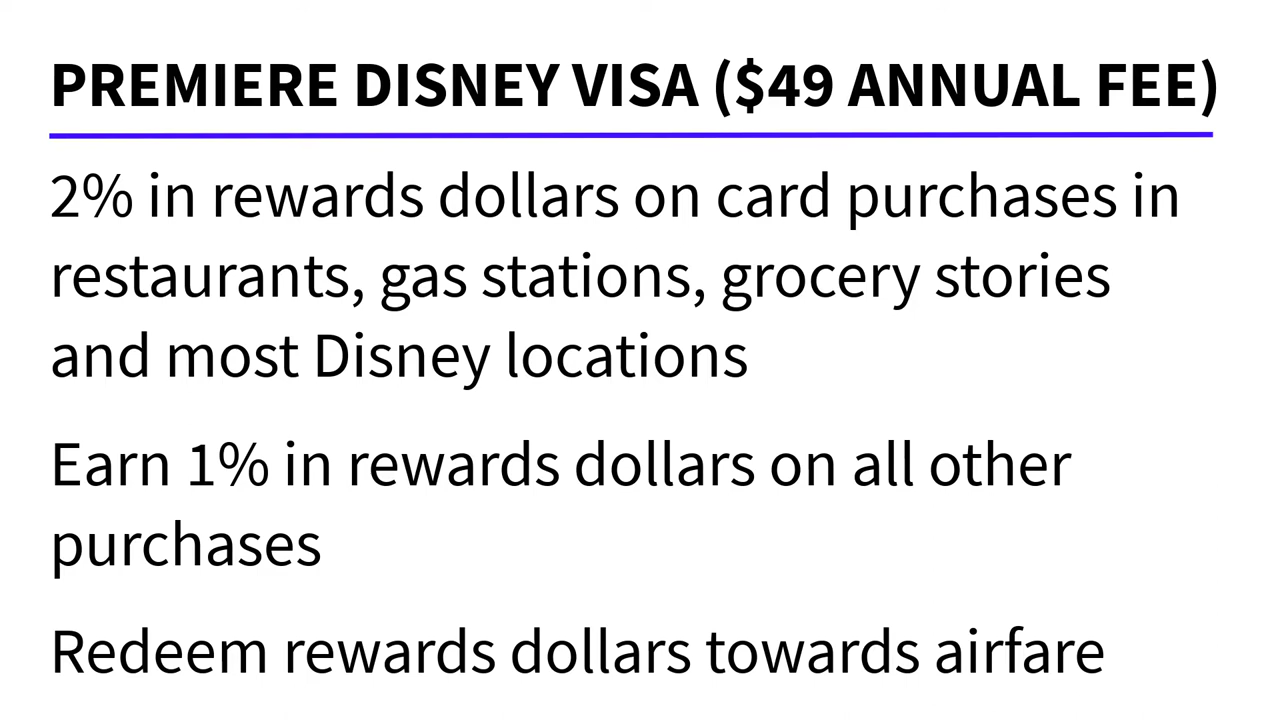 PREMIERE DISNEY VISA ($49 ANNUAL FEE)
2% in rewards dollars on card purchases in
restaurants, gas stations, grocery stories
and most Disney locations
Earn 1% in rewards dollars on all other
purchases
Redeem rewards dollars towards airfare